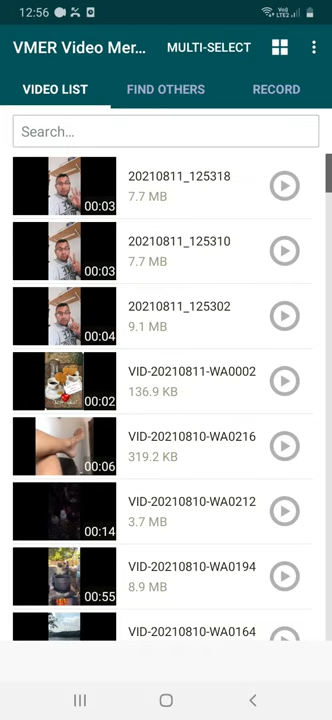 12:56
VoD
LTE2
VMER Video Mer... MULTI-SELECT
VIDEO LIST FIND OTHERS RECORD
Search...
20210811_125318
7.7 MB
00:03
20210811_125310
7.7 MB
00:03
20210811_125302
9.1 MB
00:04
VID-20210811-WA0002
136.9 KB
00:02
VID-20210810-WA0216
319.2 KB
00:06
VID-20210810-WA0212
3.7 MB
00:14
VID-20210810-WA0194
8.9 MB
00:55
VID-20210810-WA0164